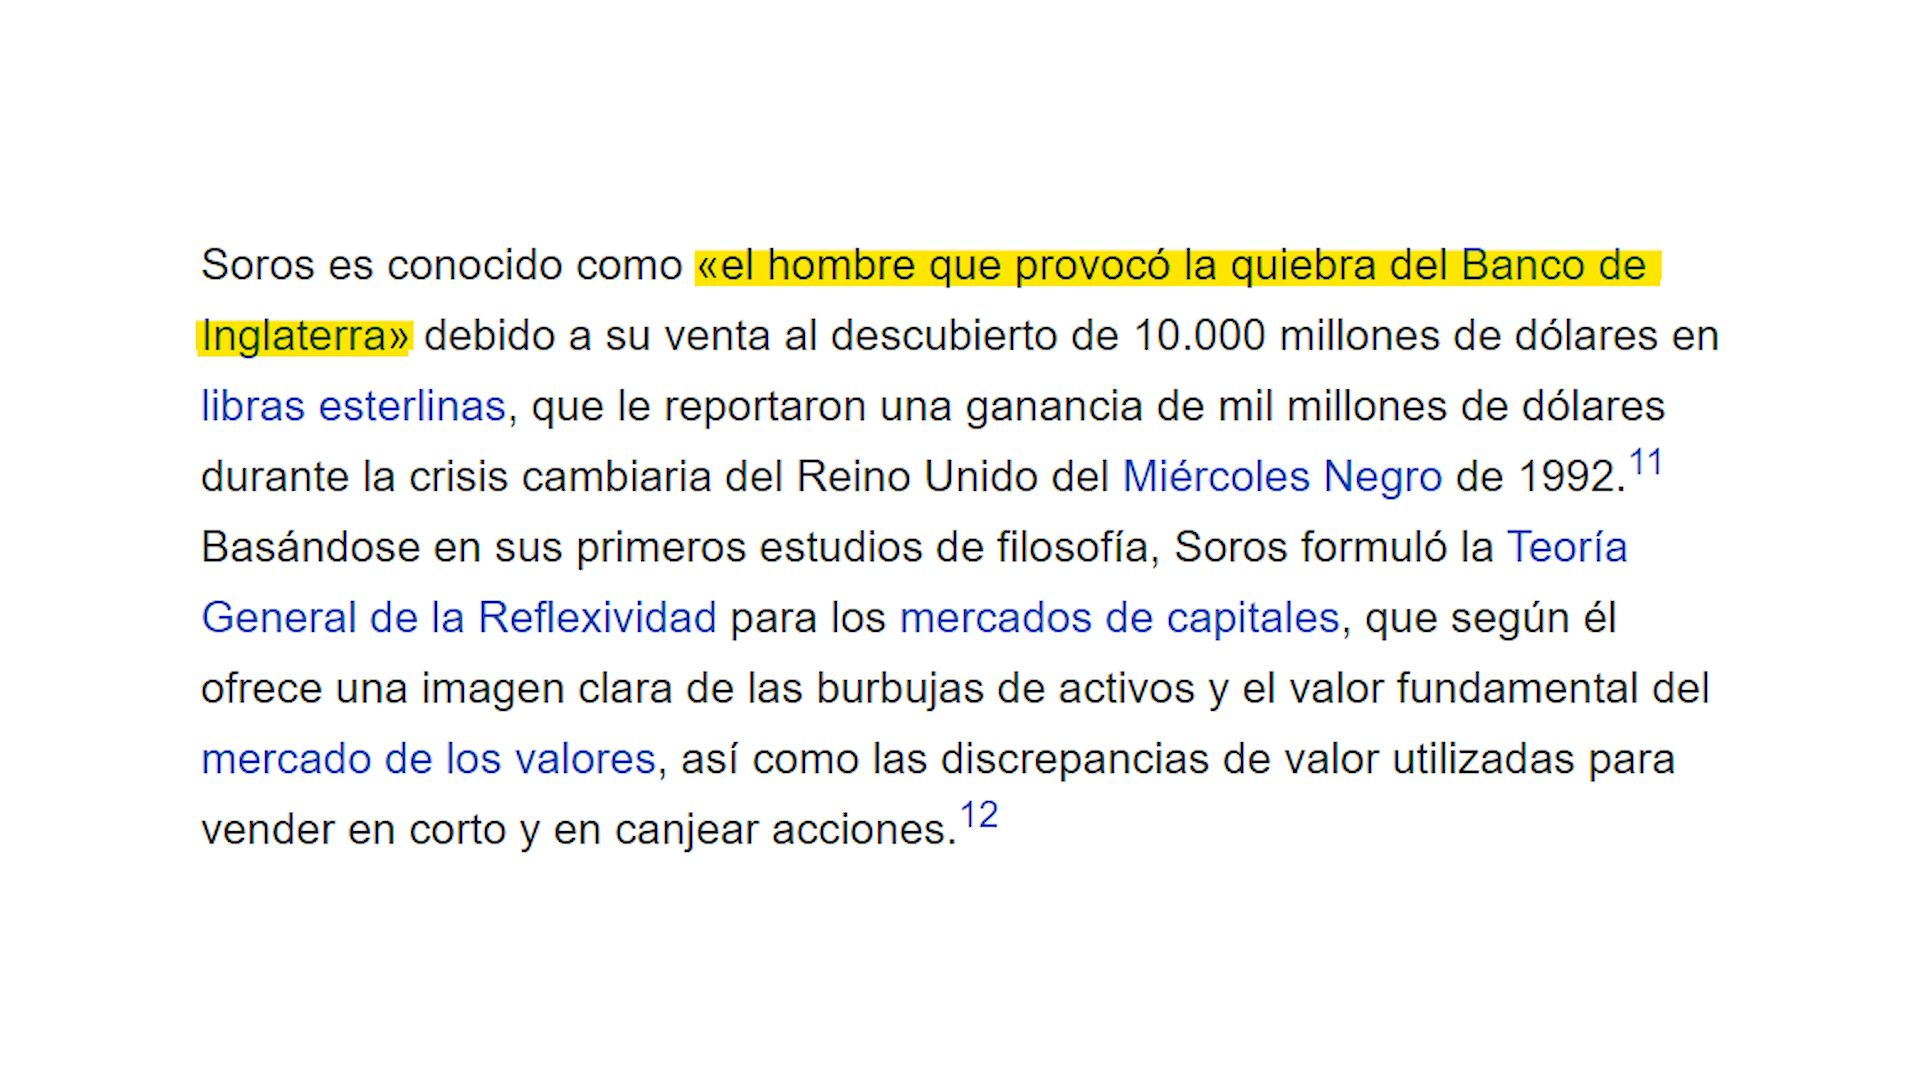 Soros es conocido como «el hombre que provocó la quiebra del Banco de
Inglaterra» debido a su venta al descubierto de 10.000 millones de dólares en
libras esterlinas, que le reportaron una ganancia de mil millones de dólares
durante la crisis cambiaria del Reino Unido del Miércoles Negro de 1992.11
Basándose en sus primeros estudios de filosofía, Soros formuló la Teoría
General de la Reflexividad para los mercados de capitales, que según él
ofrece una imagen clara de las burbujas de activos y el valor fundamental del
mercado de los valores, así como las discrepancias de valor utilizadas para
vender en corto y en canjear acciones.12